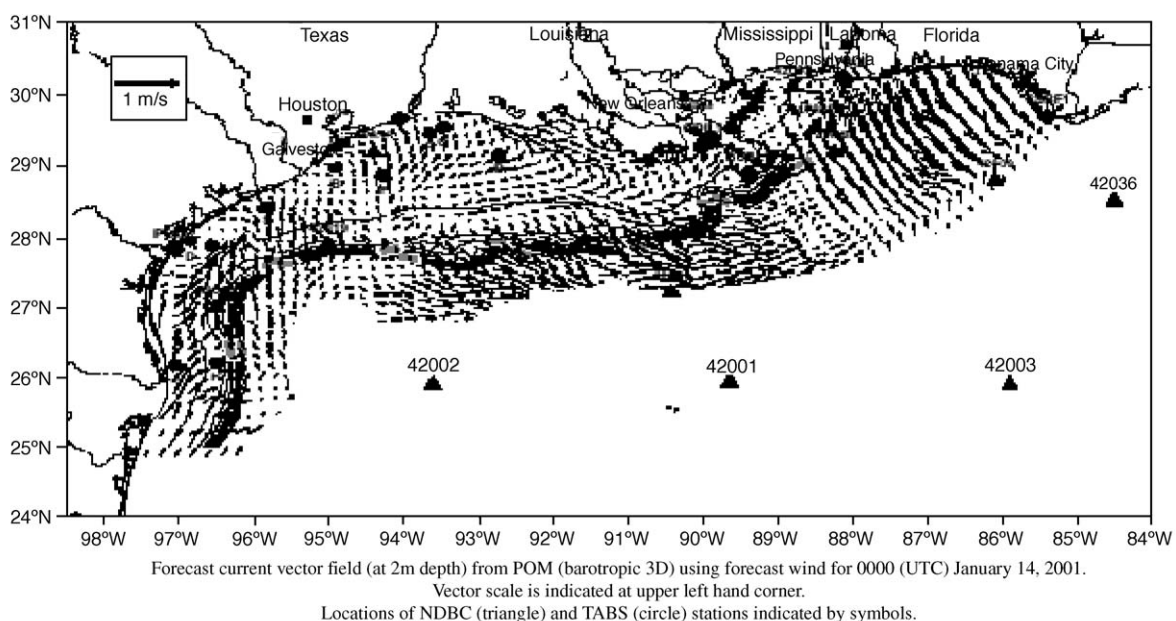 31°N
Texas
Louisiana
Mississippi
Florida
Pennsylvania
anama City
1 m/s
30°N
Houston
New Orleans
29°N
Galveston
42036
28°N
27°N
42002
42001
42003
26°N
25°N
24°N
98°W 97°W 96°W 95°W 94°W 93°W 92°W 91°W 90°W 89°W 88°W 87°W 86°W 85°W 84°W
Forecast current vector field (at 2m depth) from POM (barotropic 3D) using forecast wind for 0000 (UTC) January 14, 2001.
Vector scale is indicated at upper left hand corner.
Locations of NDBC (triangle) and TABS (circle) stations indicated by symbols.